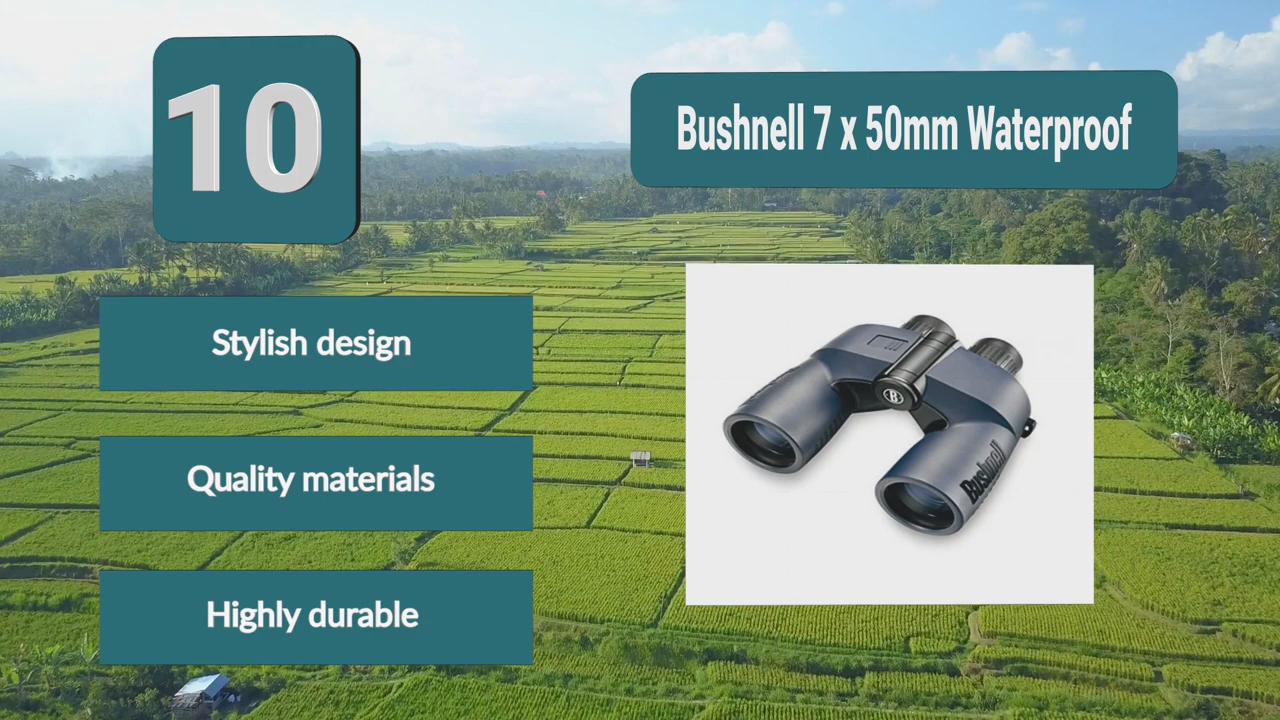 10
Bushnell 7 x 50mm Waterproof
Stylish design
Quality materials
Highly durable
B
Bushnell